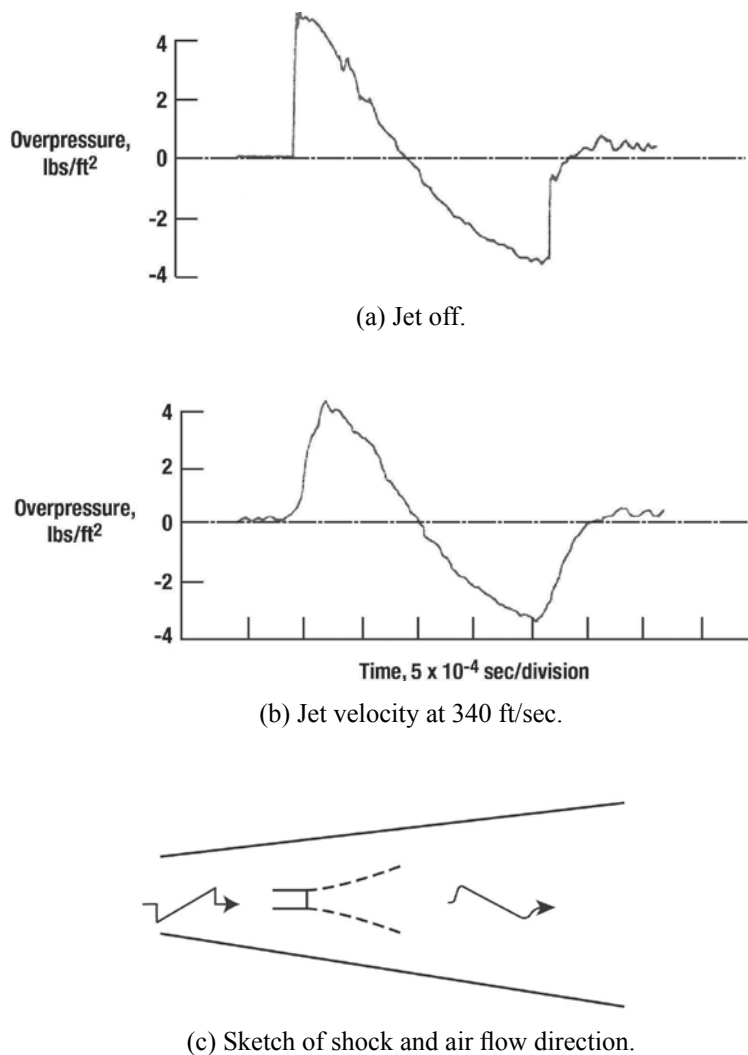 4
2
Overpressure,
lbs/ft2
0
-2
-4
(a) Jet off.
4
2
Overpressure,
lbs/ft2
0
-2
-4
Time, 5 x 10-4 sec/division
(b) Jet velocity at 340 ft/sec.
(c) Sketch of shock and air flow direction.